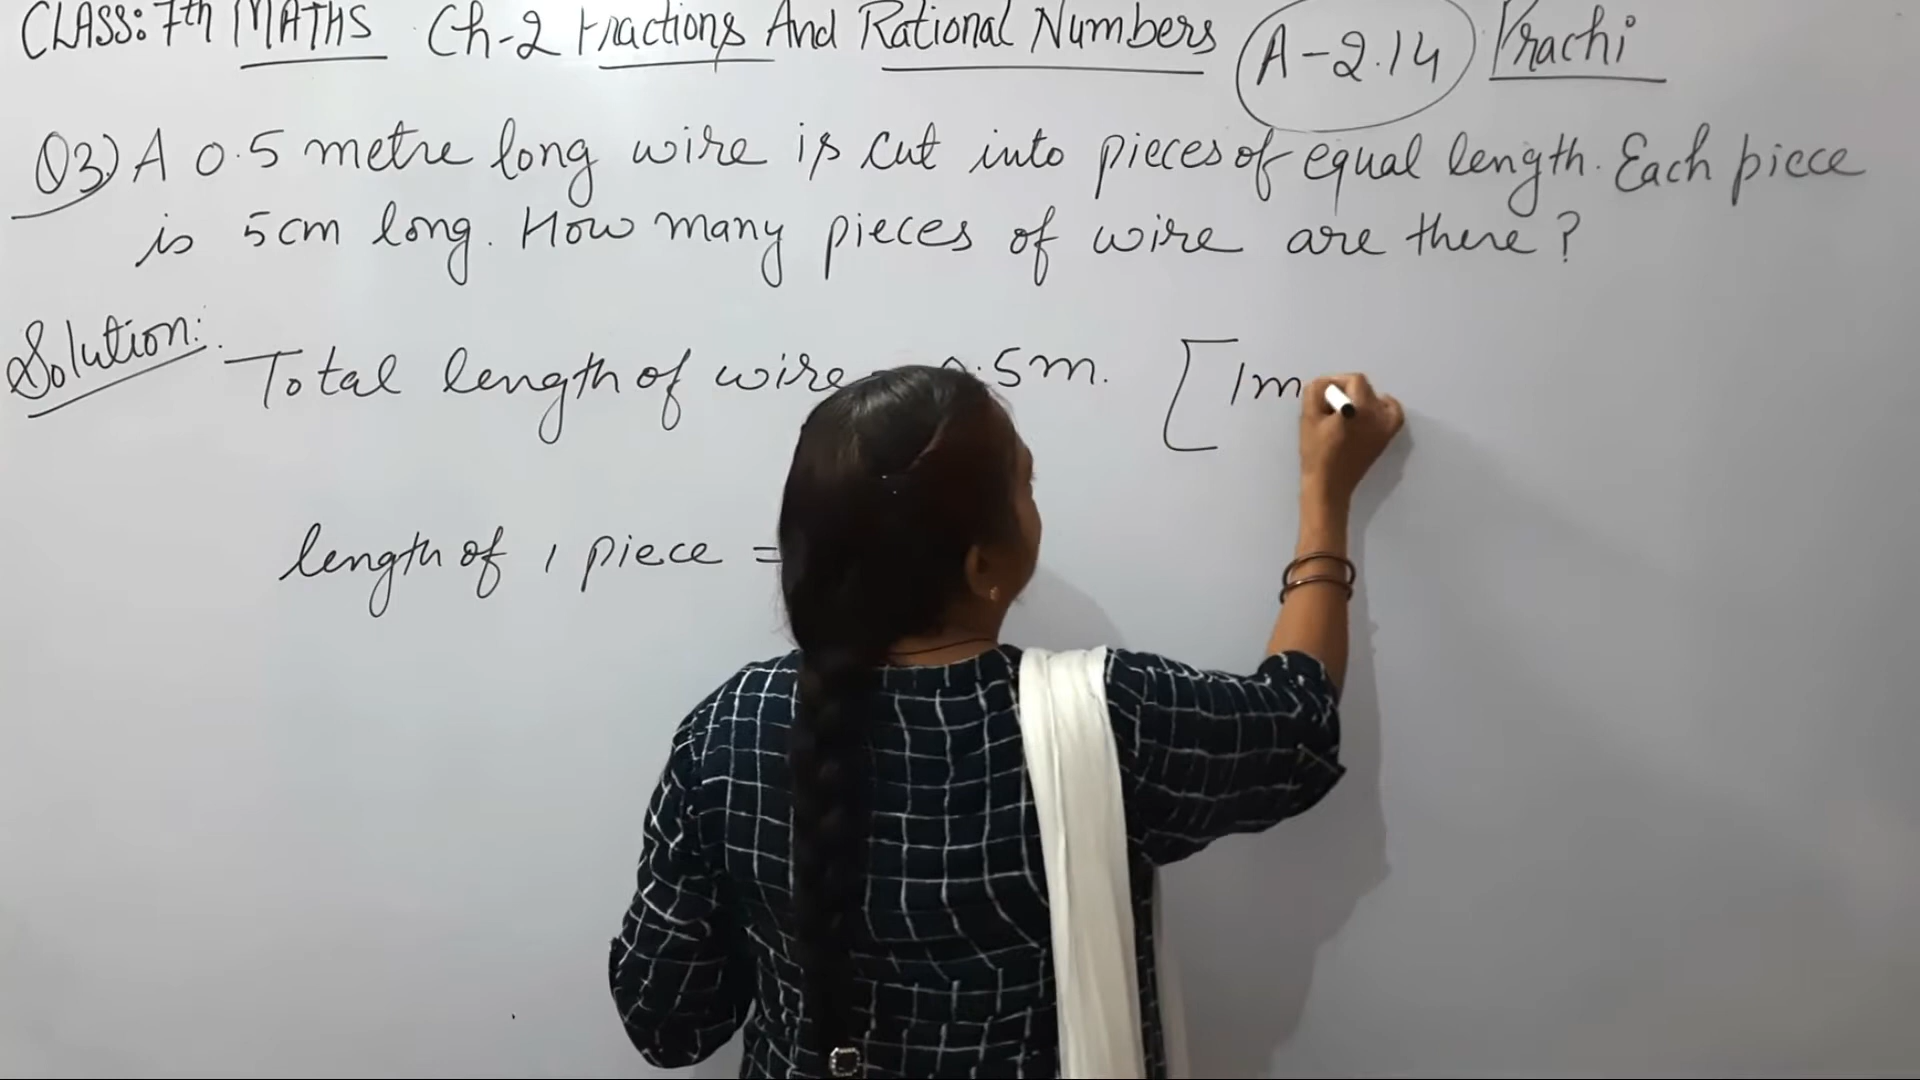 CLASS: 7th MATHS Ch-2 Fractions And Rational Numbers A-2.14 Prachi
Q3) A 0.5 metre long wire is cut into pieces of equal length. Each piece
is 5cm long. How many pieces of wire are there?
Solution: Total length of wire 0.5m. [1m
length of 1 piece =